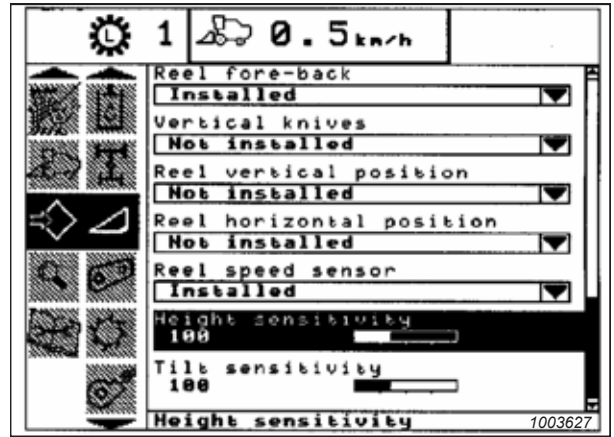 L 1 0.5km/h
Reel fore-back
Installed
Vertical knives
Not installed
Reel vertical position
Not installed
Reel horizontal position
Not installed
Reel speed sensor
Installed
Height sensitivity
100
Tilt sensitivity
100
Height sensitivity
1003627